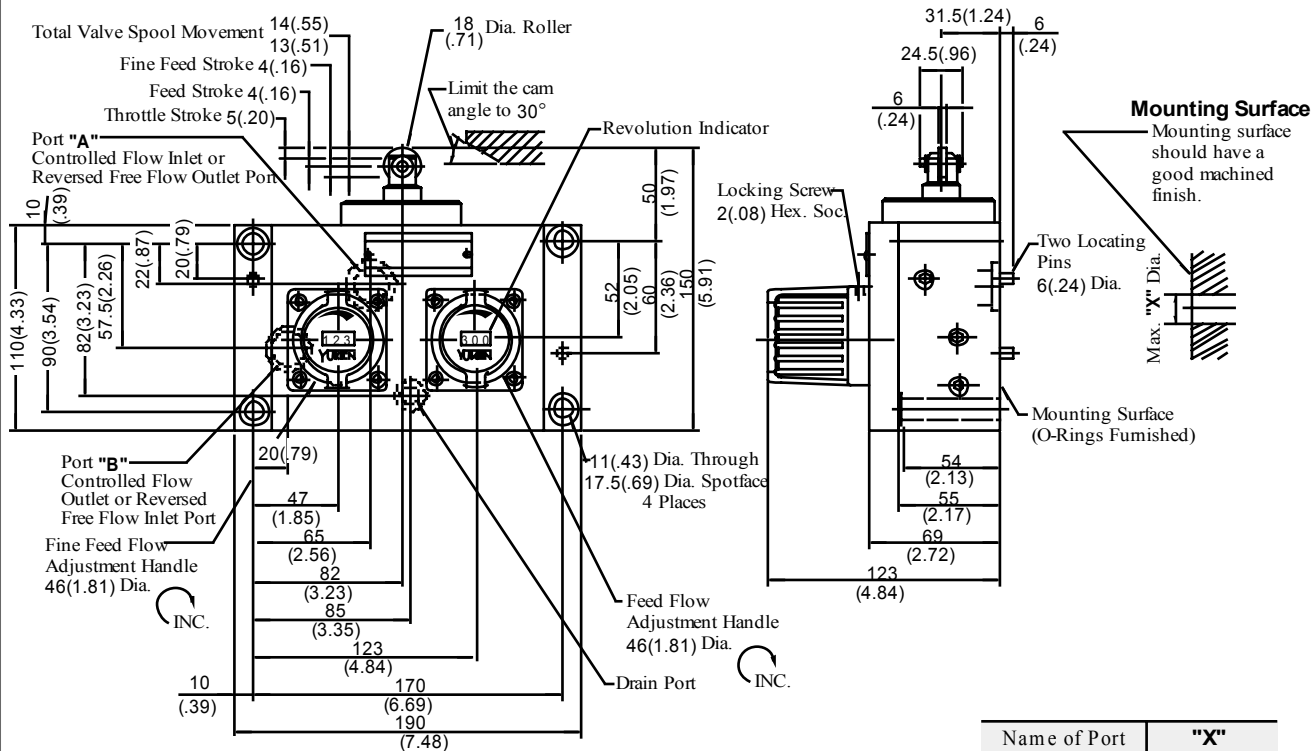 Total Valve Spool Movement 14(.55)
13(.51)
Fine Feed Stroke 4(.16)
Feed Stroke 4(.16)
Throttle Stroke 5(.20)
Port "A"
Controlled Flow Inlet or
Reversed Free Flow Outlet Port
18
(.71)
Dia. Roller
Limit the cam
angle to 30°
Revolution Indicator
10
(.39)
110(4.33)
90(3.54)
82(3.23)
57.5(2.26)
22(.87)
20(.79)
50
(1.97)
52
(2.05)
60
(2.36)
150
(5.91)
1 2 3
YUKEN
3 0 0
YUKEN
Port "B"
Controlled Flow
Outlet or Reversed
Free Flow Inlet Port
Fine Feed Flow
Adjustment Handle
46(1.81) Dia.
INC.
20(.79)
47
(1.85)
65
(2.56)
82
(3.23)
85
(3.35)
123
(4.84)
10
(.39)
170
(6.69)
190
(7.48)
11(.43) Dia. Through
17.5(.69) Dia. Spotface
4 Places
Feed Flow
Adjustment Handle
46(1.81) Dia.
INC.
Drain Port
31.5(1.24)
6
(.24)
24.5(.96)
6
(.24)
Locking Screw
2(.08) Hex. Soc.
Two Locating
Pins
6(.24) Dia.
Mounting Surface
(O-Rings Furnished)
54
(2.13)
55
(2.17)
69
(2.72)
123
(4.84)
Mounting Surface
Mounting surface
should have a
good machined
finish.
Max. "X" Dia.
Name of Port "X"